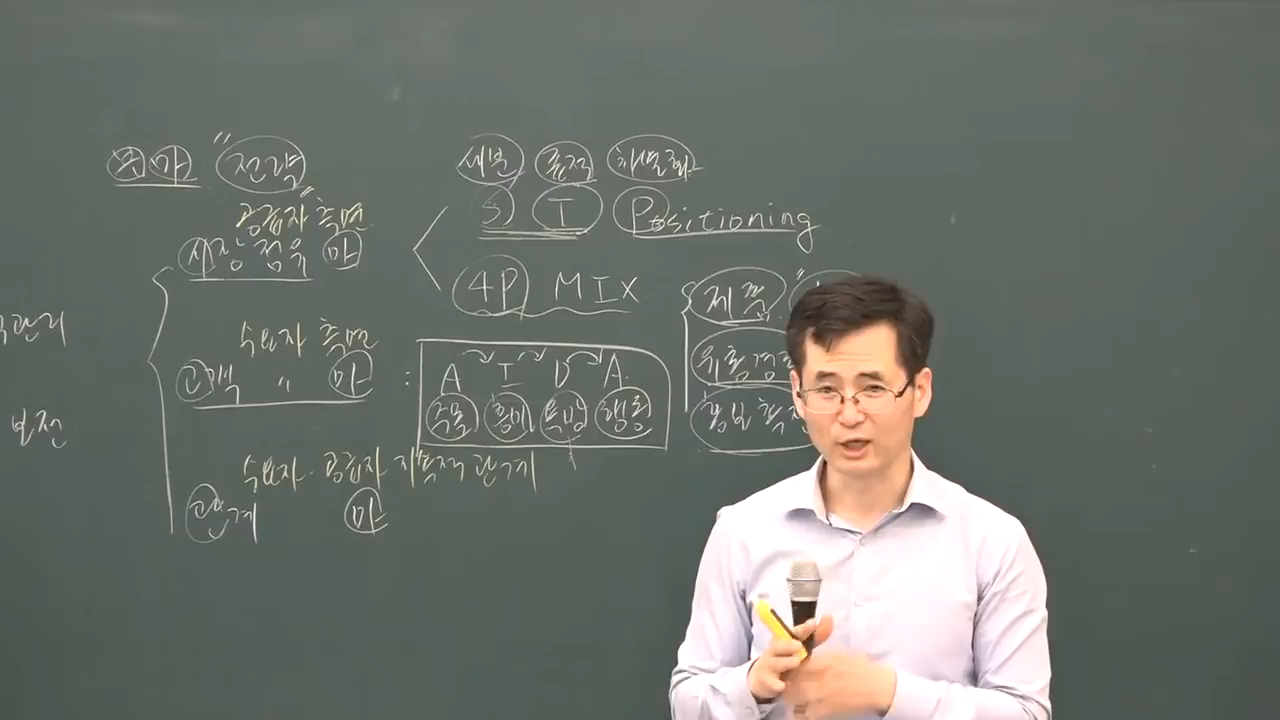 부 마 "전략"
공급자 측면
시장 점유 마
수요자 측면
고객 〃 마 :
수요자·공급자 지속적 관계
관계 마
세분 표적 차별화
S T Positioning
4P MIX
A I D A
주목 흥미 욕망 행동
제품
유통경로
관리
보전